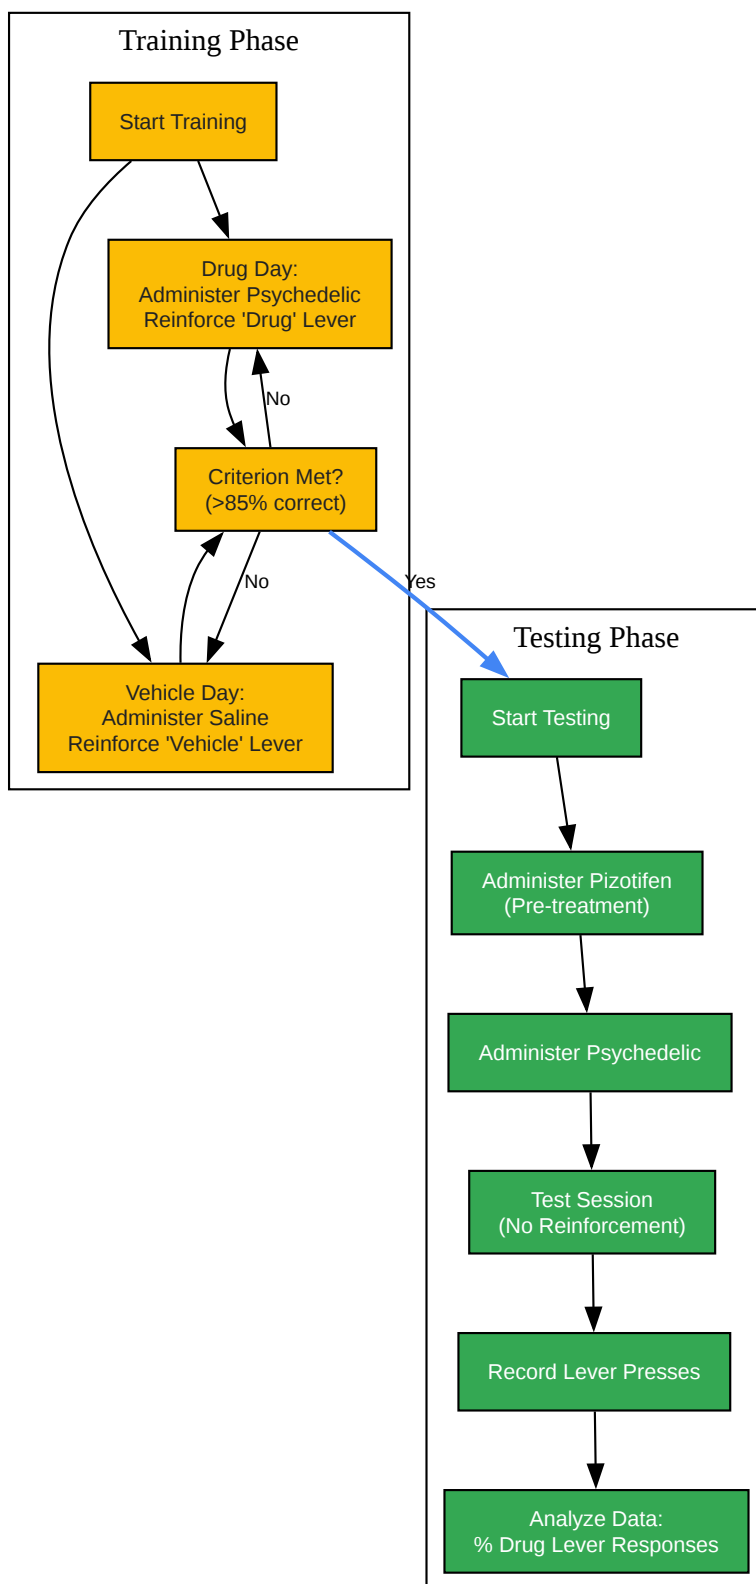 Training Phase
Start Training
Drug Day:
Administer Psychedelic
Reinforce 'Drug' Lever
No
Criterion Met?
(>85% correct)
No
Yes
Vehicle Day:
Administer Saline
Reinforce 'Vehicle' Lever
Testing Phase
Start Testing
Administer Pizotifen
(Pre-treatment)
Administer Psychedelic
Test Session
(No Reinforcement)
Record Lever Presses
Analyze Data:
% Drug Lever Responses